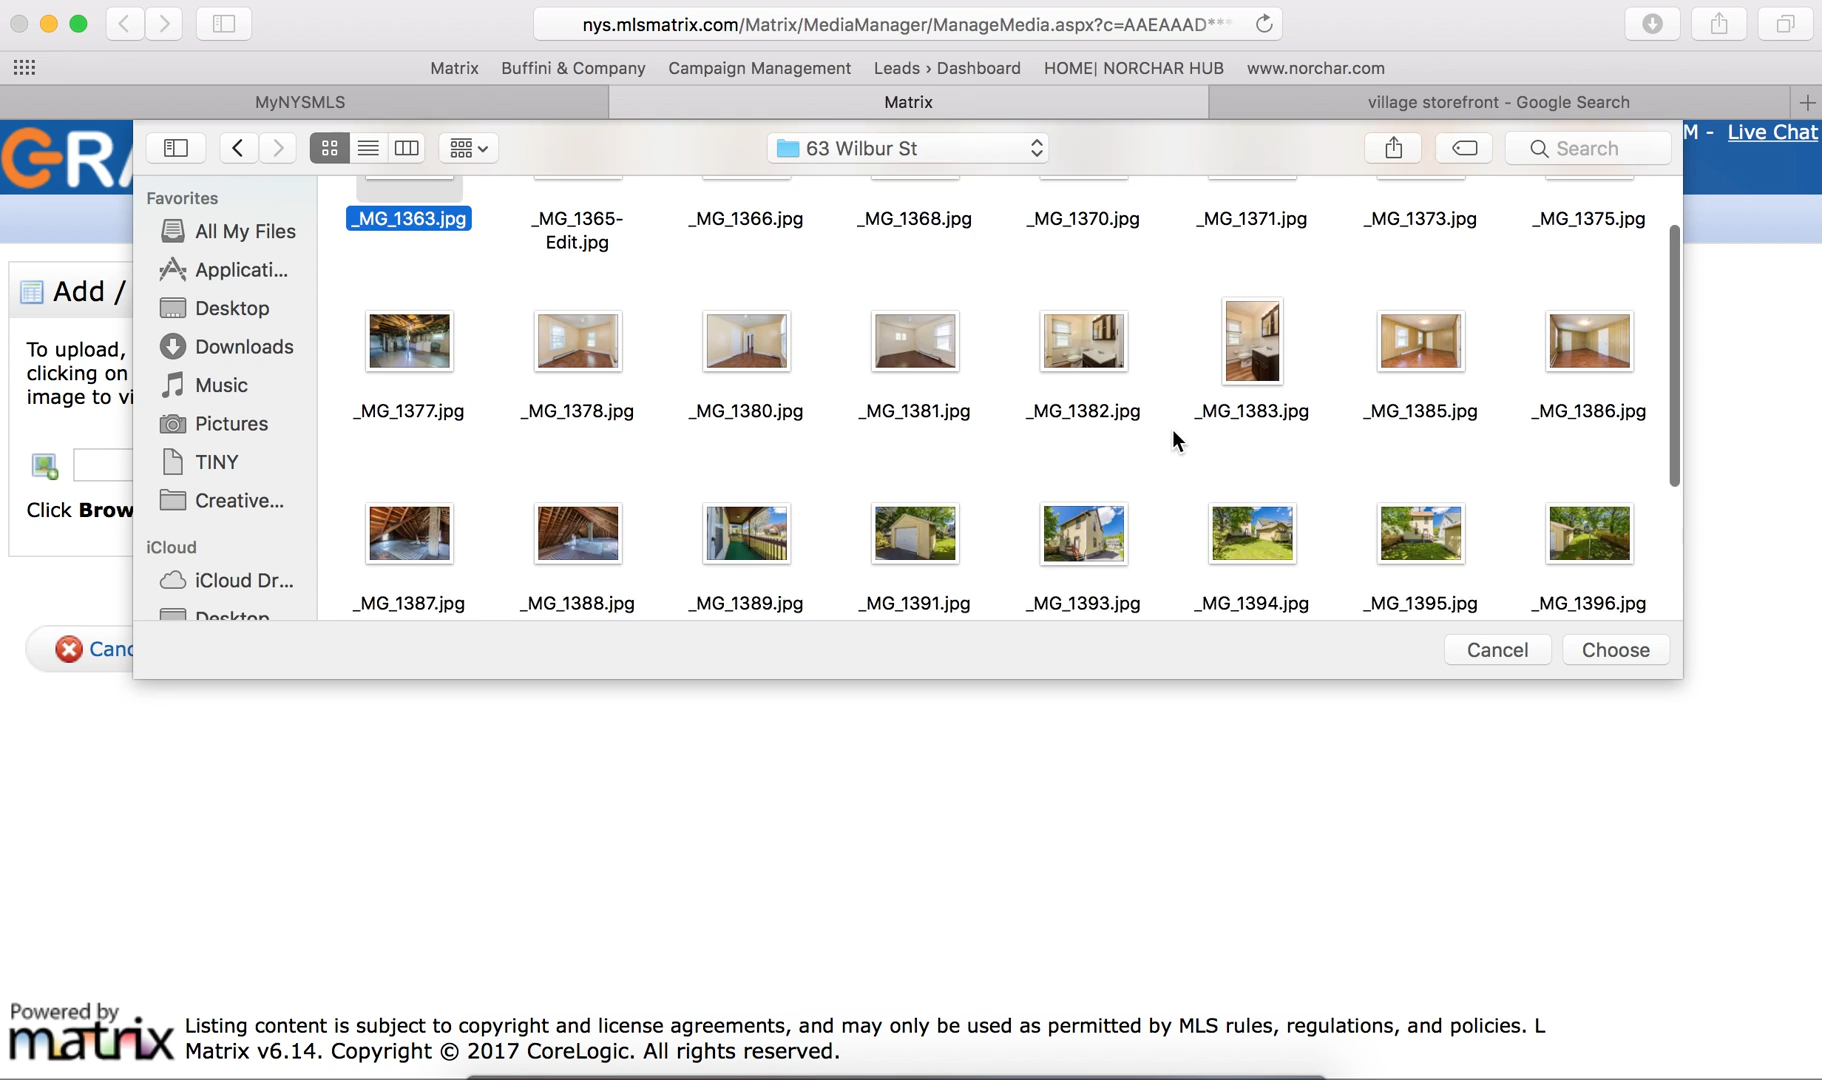 nys.mlsmatrix.com/Matrix/MediaManager/ManageMedia.aspx?c=AAEAAAD***
Matrix Buffini & Company Campaign Management Leads › Dashboard HOME| NORCHAR HUB www.norchar.com
MyNYSMLS Matrix village storefront - Google Search
GRA
M - Live Chat
63 Wilbur St
Search
Favorites
All My Files
Applicati...
Desktop
Downloads
Music
Pictures
TINY
Creative...
iCloud
iCloud Dr...
Desktop
_MG_1363.jpg _MG_1365-Edit.jpg _MG_1366.jpg _MG_1368.jpg _MG_1370.jpg _MG_1371.jpg _MG_1373.jpg _MG_1375.jpg
_MG_1377.jpg _MG_1378.jpg _MG_1380.jpg _MG_1381.jpg _MG_1382.jpg _MG_1383.jpg _MG_1385.jpg _MG_1386.jpg
_MG_1387.jpg _MG_1388.jpg _MG_1389.jpg _MG_1391.jpg _MG_1393.jpg _MG_1394.jpg _MG_1395.jpg _MG_1396.jpg
Cancel Choose
Add /
To upload,
clicking on
image to vi
Click Brow
Canc
Powered by
matrix
Listing content is subject to copyright and license agreements, and may only be used as permitted by MLS rules, regulations, and policies. L
Matrix v6.14. Copyright © 2017 CoreLogic. All rights reserved.